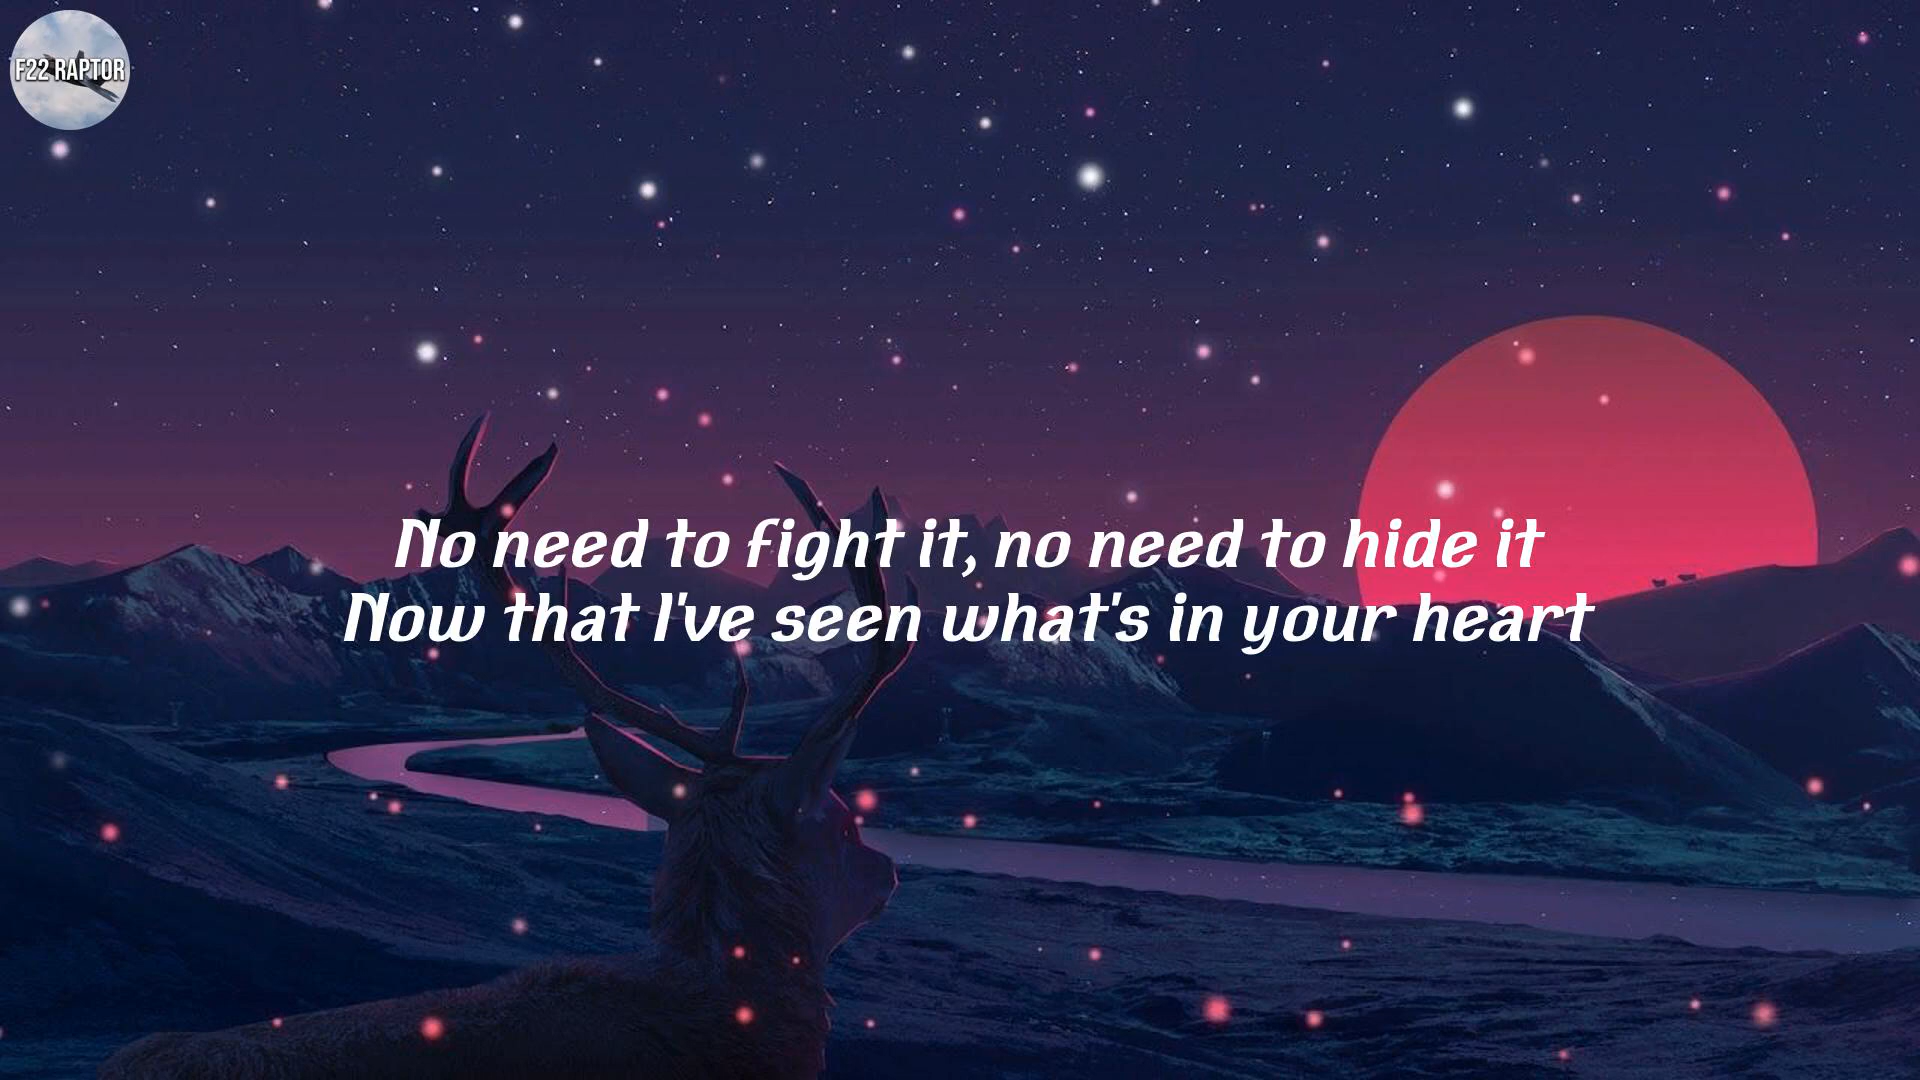 F22 RAPTOR
No need to fight it, no need to hide it
Now that I've seen what's in your heart